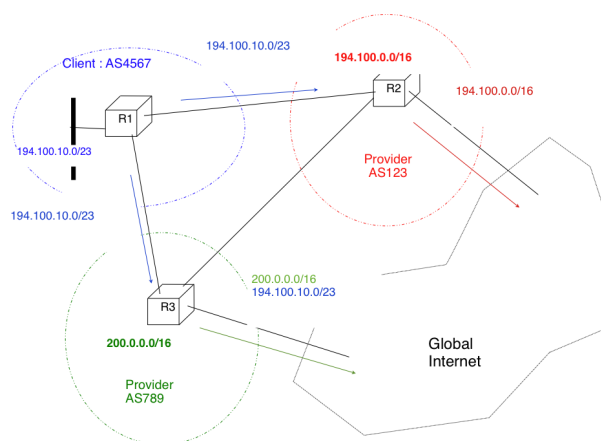 194.100.10.0/23
Client : AS4567
194.100.0.0/16
R2
194.100.0.0/16
R1
194.100.10.0/23
Provider
AS123
194.100.10.0/23
200.0.0.0/16
194.100.10.0/23
R3
200.0.0.0/16
Global
Internet
Provider
AS789